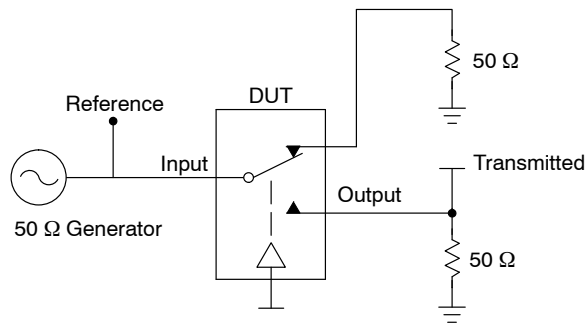 50 Ω
DUT
Reference
Input
Transmitted
Output
50 Ω Generator
50 Ω